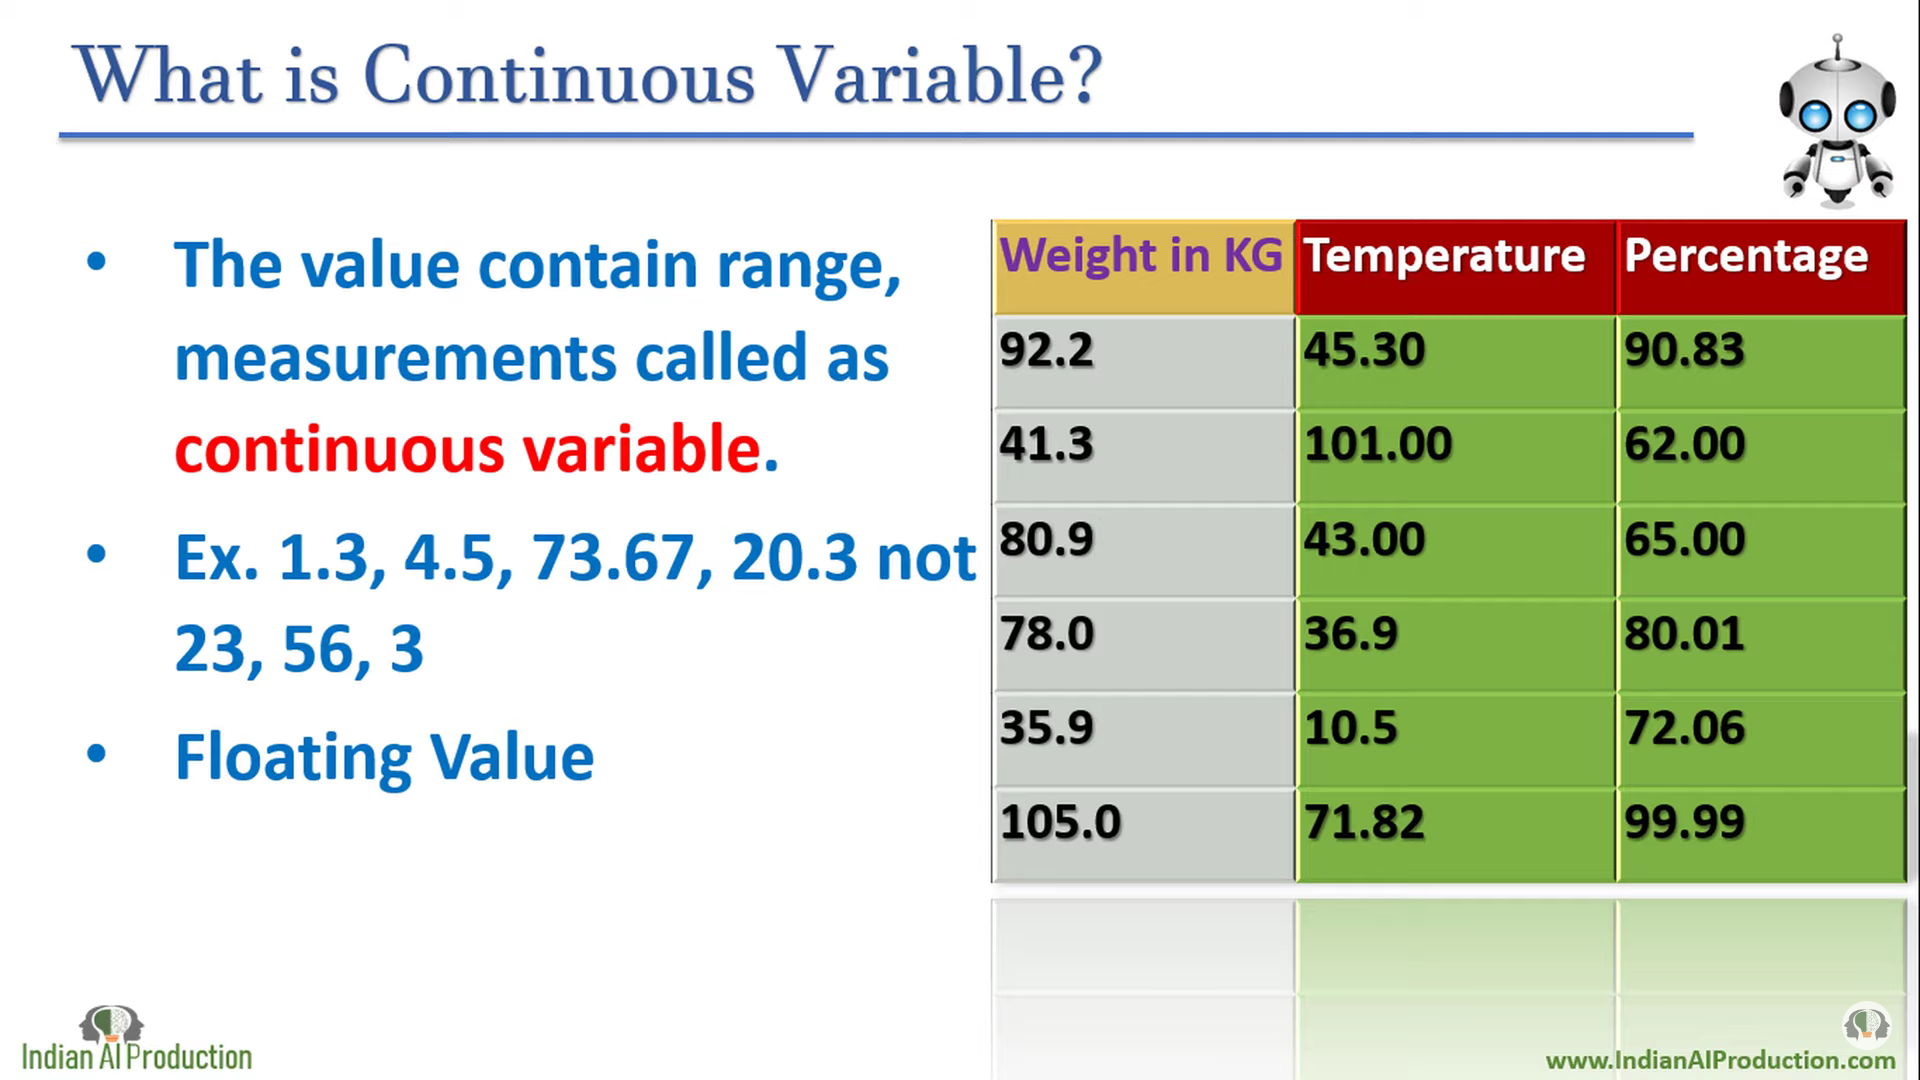 What is Continuous Variable?
• The value contain range,
measurements called as
continuous variable.
• Ex. 1.3, 4.5, 73.67, 20.3 not
23, 56, 3
• Floating Value
Weight in KG Temperature Percentage
92.2 45.30 90.83
41.3 101.00 62.00
80.9 43.00 65.00
78.0 36.9 80.01
35.9 10.5 72.06
105.0 71.82 99.99
Indian AI Production
www.IndianAIProduction.com